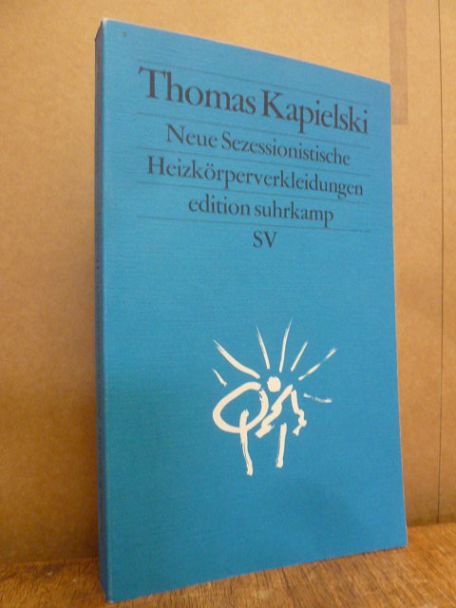 Thomas Kapielski
Neue Sezessionistische
Heizkörperverkleidungen
edition suhrkamp
SV